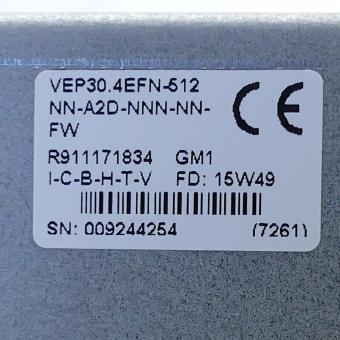 VEP30.4EFN-512
NN-A2D-NNN-NN-
FW
CE
R911171834 GM1
I-C-B-H-T-V FD: 15W49
SN: 009244254 (7261)